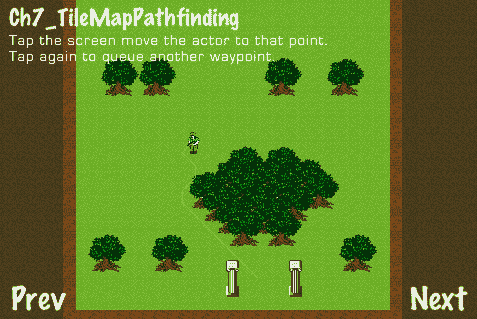 Ch7_TileMapPathfinding
Tap the screen move the actor to that point.
Tap again to queue another waypoint.
Prev
Next